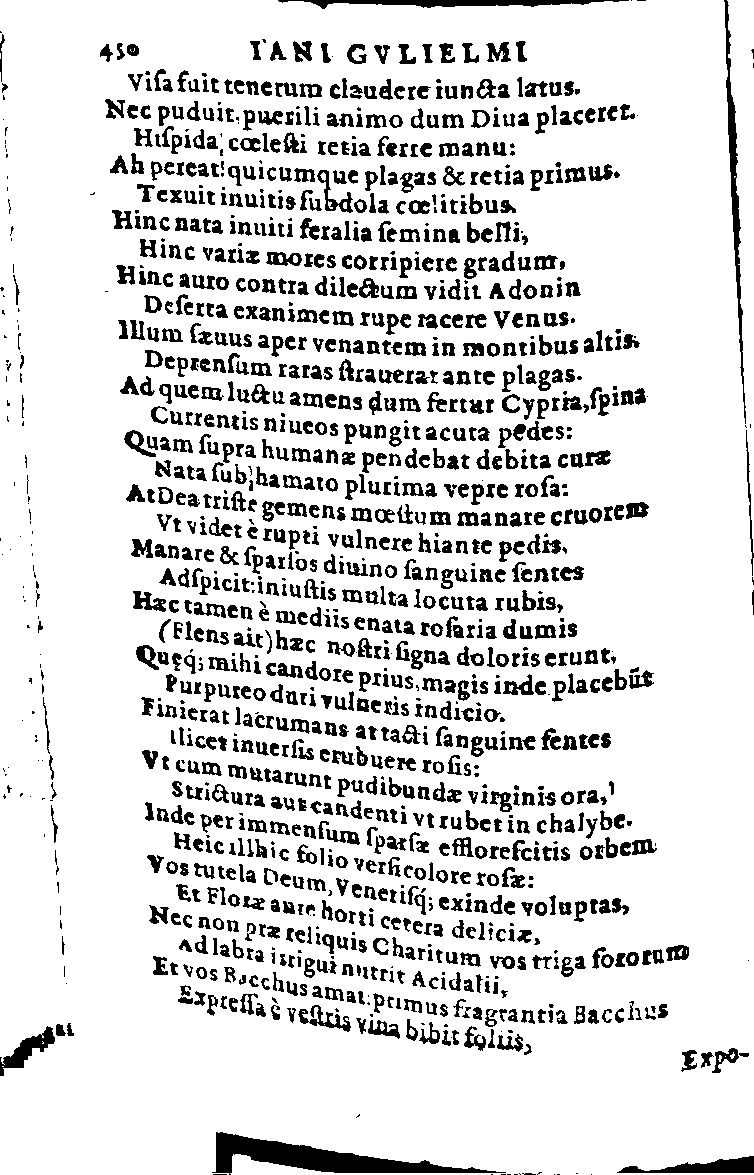 450 IANI GVLIELMI
Viſa fuit tenerum claudere iuncta latus.
Nec puduit, puerili animo dum Diua placeret.
Hiſpida, cœleſti retia ferre manu:
Ah pereat! quicumque plagas & retia primus.
Texuit inuitis ſubdola cœlitibus.
Hinc nata inuiti feralia ſemina belli,
Hinc variæ mores corripiere gradum,
Hinc auro contra dilectum vidit Adonin
Deſerta exanimem rupe iacere Venus.
Illum ſæuus aper venantem in montibus altis,
Deprenſum raras ſtrauerat ante plagas.
Ad quem luctu amens dum fertur Cypria, ſpina
Currentis niueos pungit acuta pedes:
Quam ſupra humanæ pendebat debita curæ
Nata ſub hamato plurima vepre roſa:
At Dea triſte gemens mœſtum manare cruorem
Vt videt è rupti vulnere hiante pedis,
Manare & ſparſos diuino ſanguine ſentes
Adſpicit: iniuſtis multa locuta rubis,
Hæc tamen è mediis enata roſaria dumis
(Flens ait) hæc noſtri ſigna doloris erunt,
Quęq́; mihi candore prius, magis inde placebũt
Purpureo duri vulneris indicio.
Finierat lacrumans attacti ſanguine ſentes
Ilicet inuerſis erubuere roſis:
Vt cum mutarunt pudibundæ virginis ora,
Strictura aut candenti vt rubet in chalybe.
Inde per immenſum ſparſæ effloreſcitis orbem
Heic illhic folio verſicolore roſæ:
Vos tutela Deum, Veneriſq́; exinde voluptas,
Et Floræ ante horti cetera deliciæ,
Nec non præ reliquis Charitum vos triga ſororum
Ad labra irrigui nutrit Acidalii,
Et vos Bacchus amat: primus fragrantia Bacchus
Expreſſa è veſtris vina bibit foliis,
Expo-